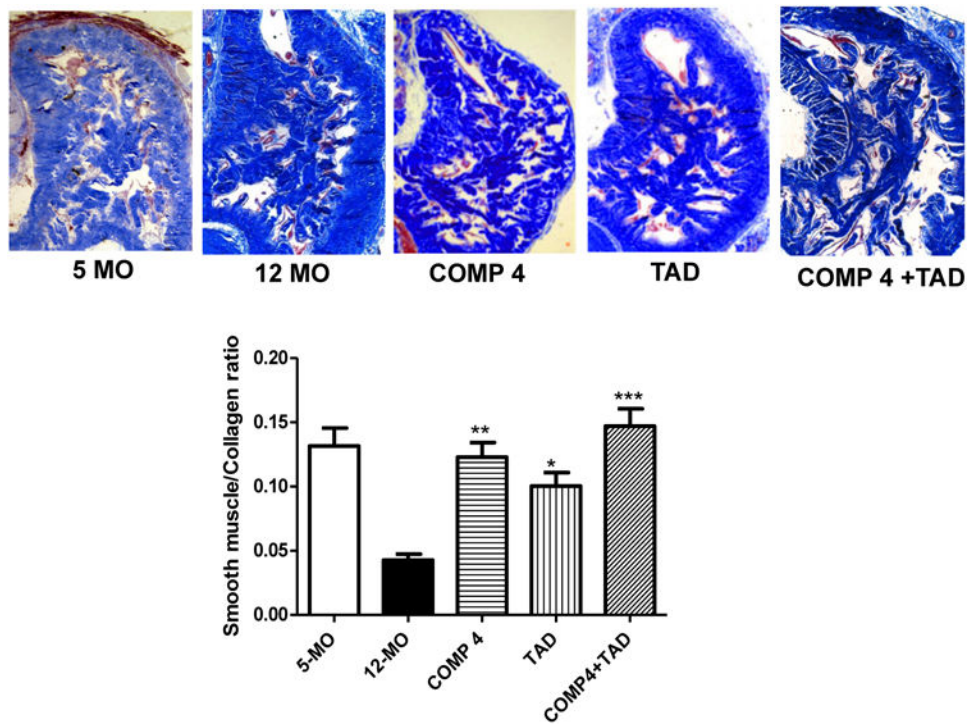 5 MO
12 MO
COMP 4
TAD
COMP 4 +TAD
Smooth muscle/Collagen ratio
0.20
0.15
0.10
0.05
0.00
**
*
***
5-MO
12-MO
COMP 4
TAD
COMP4+TAD